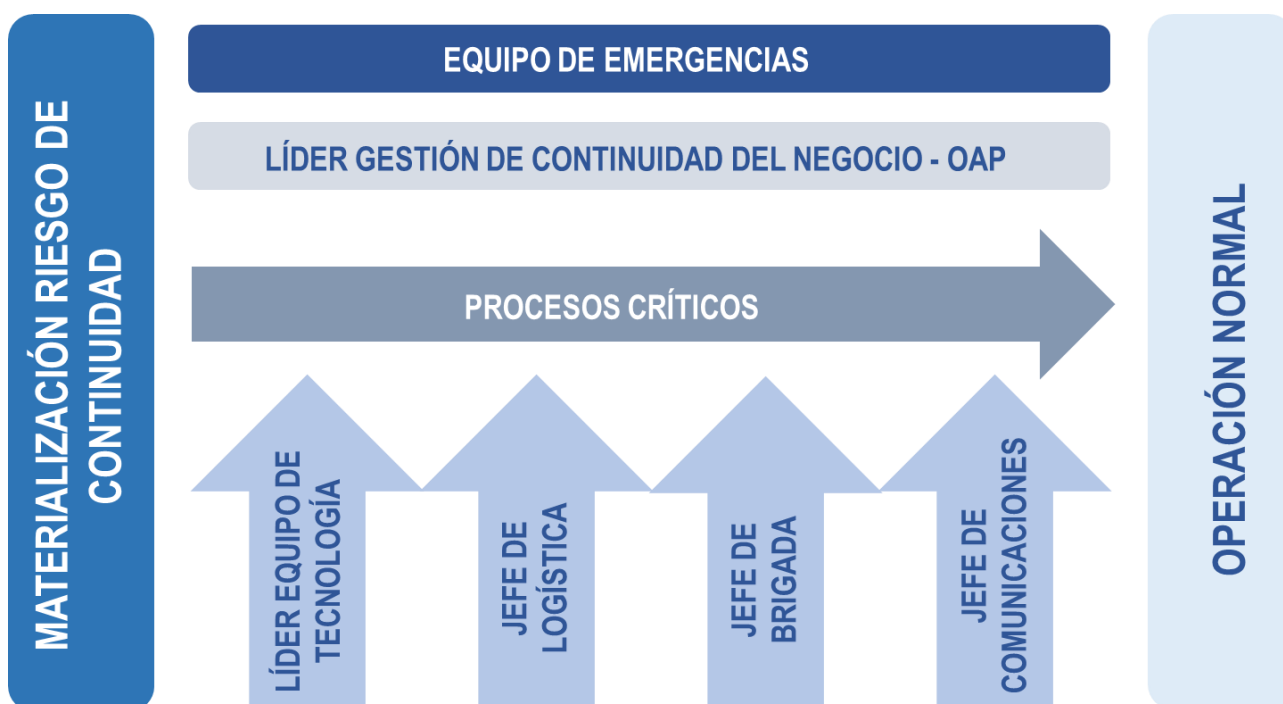 MATERIALIZACIÓN RIESGO DE
CONTINUIDAD
EQUIPO DE EMERGENCIAS
LÍDER GESTIÓN DE CONTINUIDAD DEL NEGOCIO - OAP
PROCESOS CRÍTICOS
LÍDER EQUIPO DE
TECNOLOGÍA
JEFE DE
LOGÍSTICA
JEFE DE
BRIGADA
JEFE DE
COMUNICACIONES
OPERACIÓN NORMAL